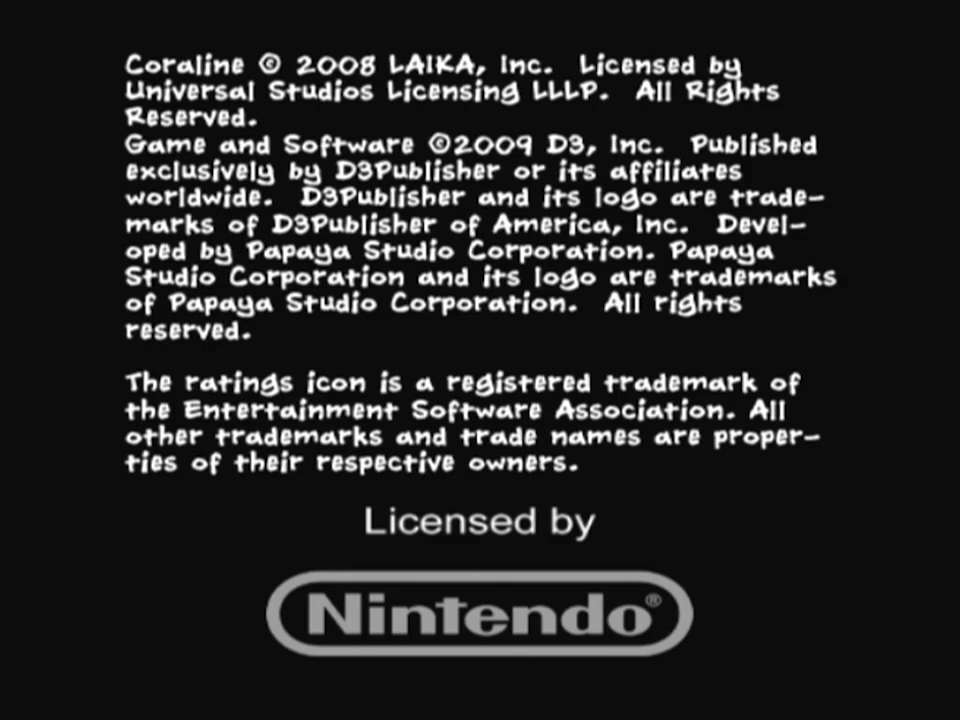 Coraline © 2008 LAIKA, Inc.  Licensed by
Universal Studios Licensing LLLP.  All Rights
Reserved.
Game and Software ©2009 D3, Inc.  Published
exclusively by D3Publisher or its affiliates
worldwide.  D3Publisher and its logo are trade-
marks of D3Publisher of America, Inc.  Devel-
oped by Papaya Studio Corporation. Papaya
Studio Corporation and its logo are trademarks
of Papaya Studio Corporation.  All rights
reserved.
The ratings icon is a registered trademark of
the Entertainment Software Association. All
other trademarks and trade names are proper-
ties of their respective owners.
Licensed by
Nintendo®